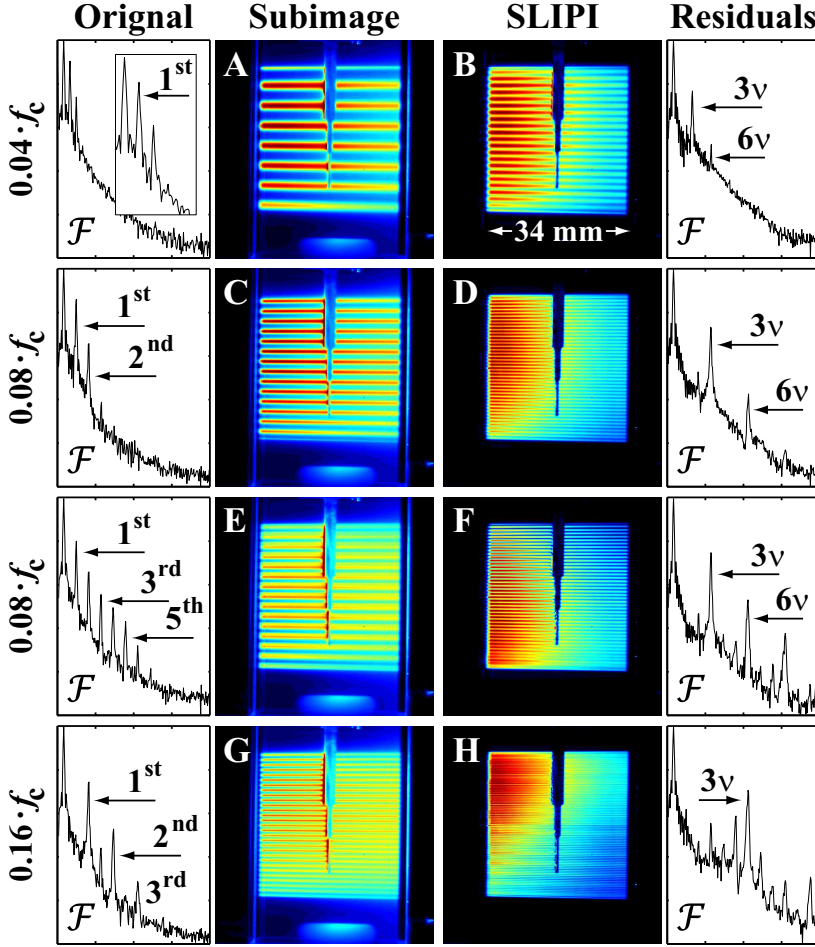 Orignal Subimage SLIPI Residuals
0.04·fc
1st
ℱ
A
B
34 mm
3ν
6ν
0.08·fc
1st
2nd
ℱ
C
D
3ν
6ν
0.08·fc
1st
3rd
5th
ℱ
E
F
3ν
6ν
ℱ
0.16·fc
1st
2nd
3rd
ℱ
G
H
3ν
ℱ